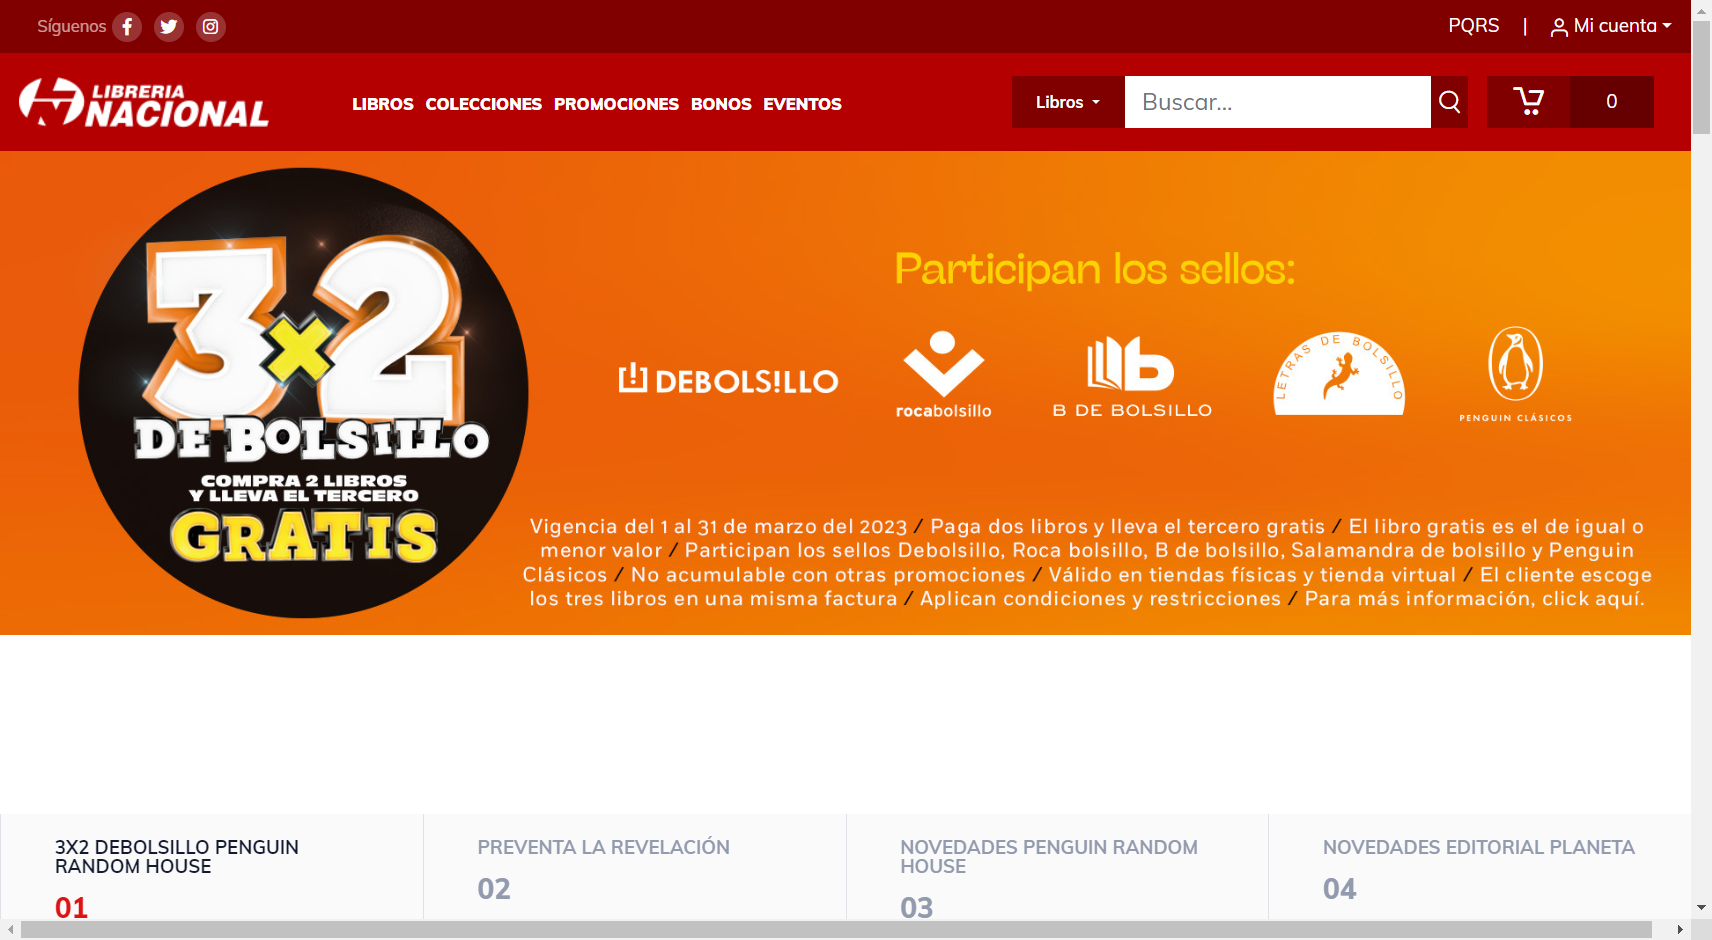 Síguenos
PQRS | Mi cuenta
LIBRERIA
NACIONAL
LIBROS COLECCIONES PROMOCIONES BONOS EVENTOS
Libros
Buscar...
0
3x2
DE BOLSILLO
COMPRA 2 LIBROS
Y LLEVA EL TERCERO
GRATIS
Participan los sellos:
DEBOLS!LLO
rocabolsillo
B DE BOLSILLO
LETRAS DE BOLSILLO
PENGUIN CLÁSICOS
Vigencia del 1 al 31 de marzo del 2023 / Paga dos libros y lleva el tercero gratis / El libro gratis es el de igual o
menor valor / Participan los sellos Debolsillo, Roca bolsillo, B de bolsillo, Salamandra de bolsillo y Penguin
Clásicos / No acumulable con otras promociones / Válido en tiendas físicas y tienda virtual / El cliente escoge
los tres libros en una misma factura / Aplican condiciones y restricciones / Para más información, click aquí.
3X2 DEBOLSILLO PENGUIN
RANDOM HOUSE
01
PREVENTA LA REVELACIÓN
02
NOVEDADES PENGUIN RANDOM
HOUSE
03
NOVEDADES EDITORIAL PLANETA
04